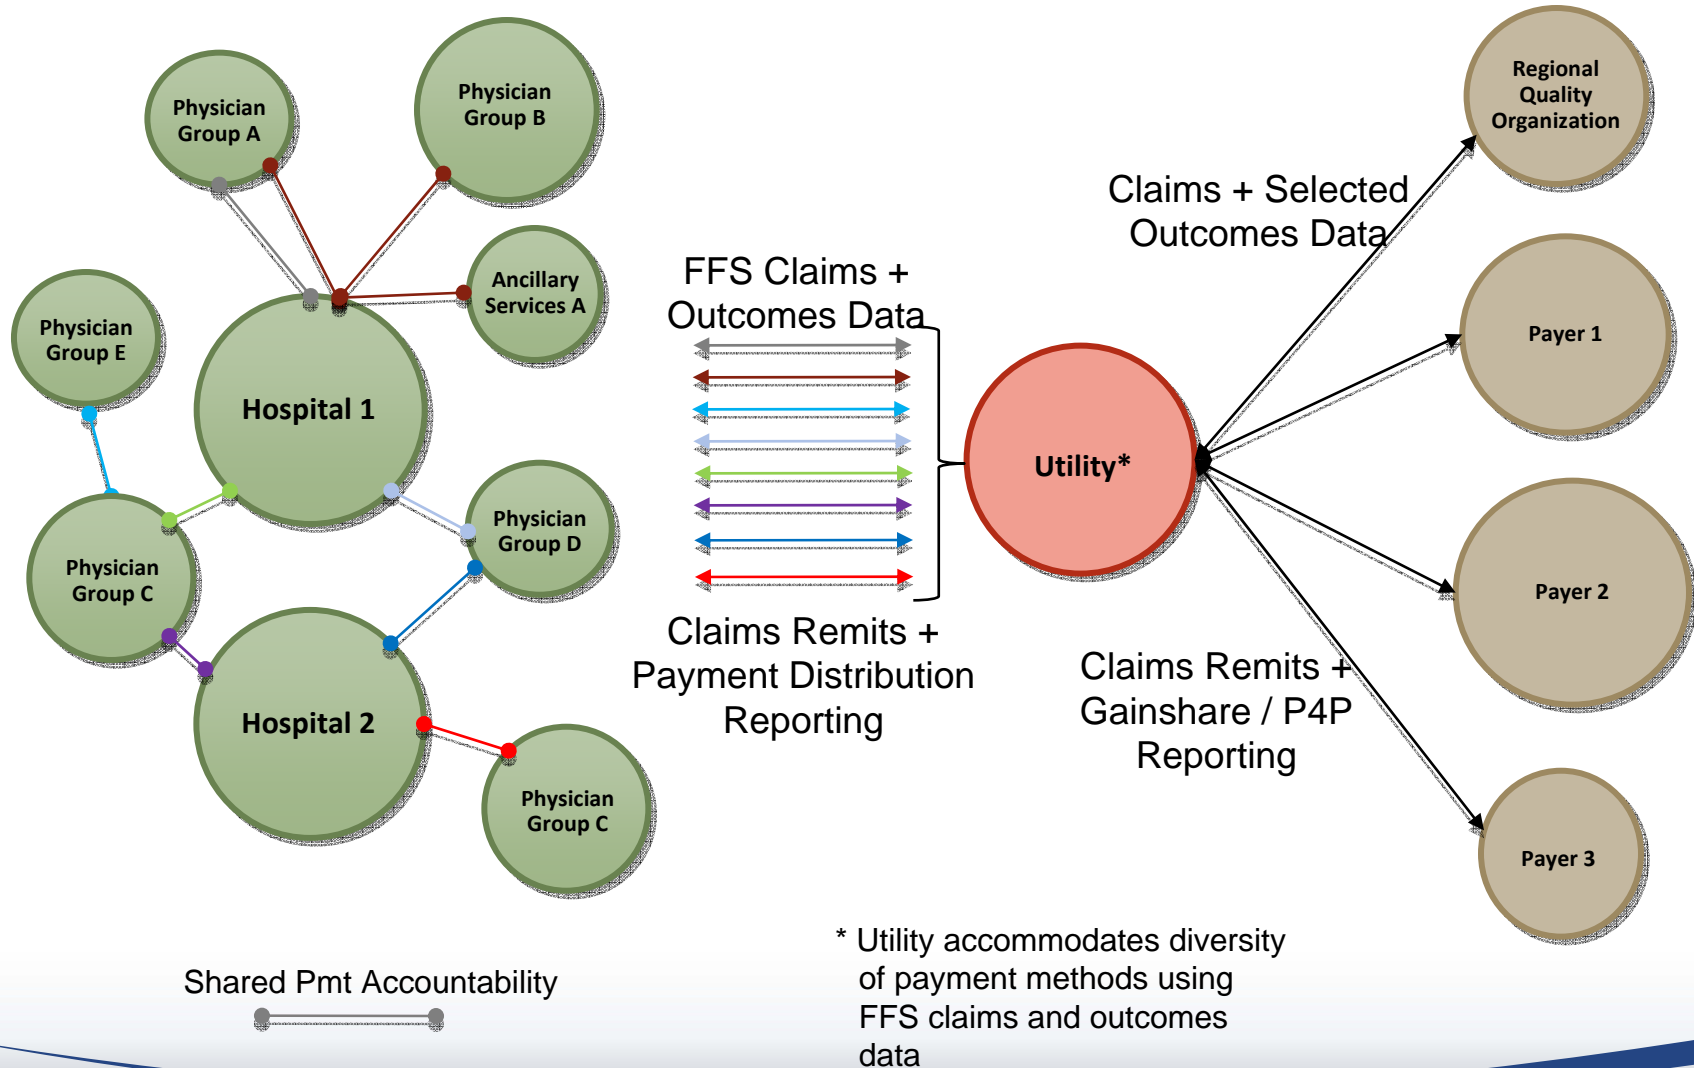 Physician
Group A
Physician
Group B
Regional
Quality
Organization
Claims + Selected
Outcomes Data
FFS Claims +
Outcomes Data
Ancillary
Services A
Physician
Group E
Payer 1
Hospital 1
Utility*
Physician
Group D
Physician
Group C
Payer 2
Claims Remits +
Payment Distribution
Reporting
Claims Remits +
Gainshare / P4P
Reporting
Hospital 2
Physician
Group C
Payer 3
* Utility accommodates diversity
of payment methods using
FFS claims and outcomes
data
Shared Pmt Accountability